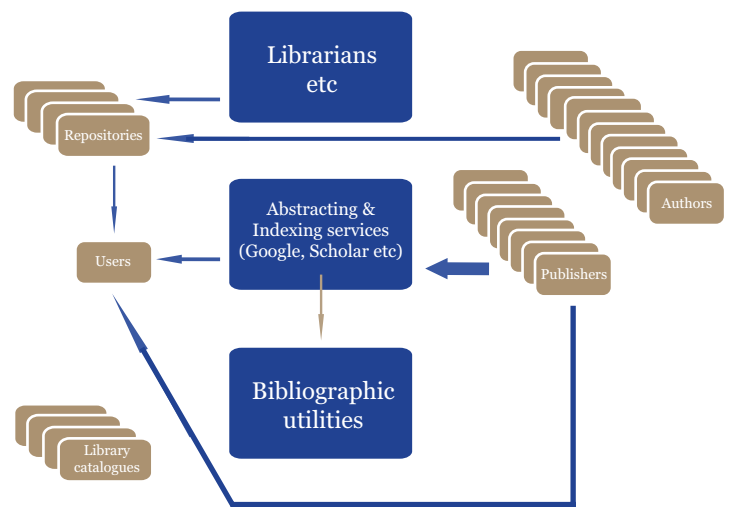 Librarians
etc
Repositories
Authors
Abstracting &
Indexing services
(Google, Scholar etc)
Users
Publishers
Bibliographic
utilities
Library
catalogues